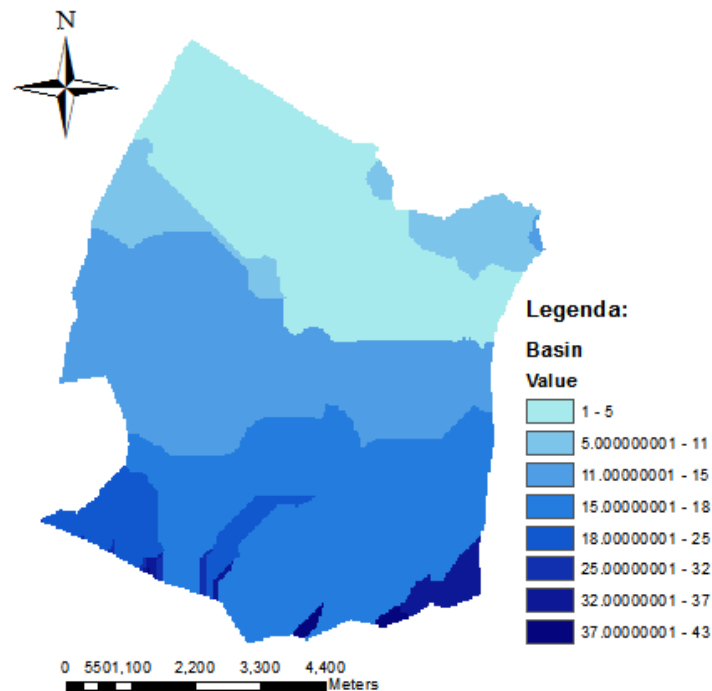 N
Legenda:
Basin
Value
1 - 5
5.000000001 - 11
11.00000001 - 15
15.00000001 - 18
18.00000001 - 25
25.00000001 - 32
32.00000001 - 37
37.00000001 - 43
0 5501,100 2,200 3,300 4,400
Meters